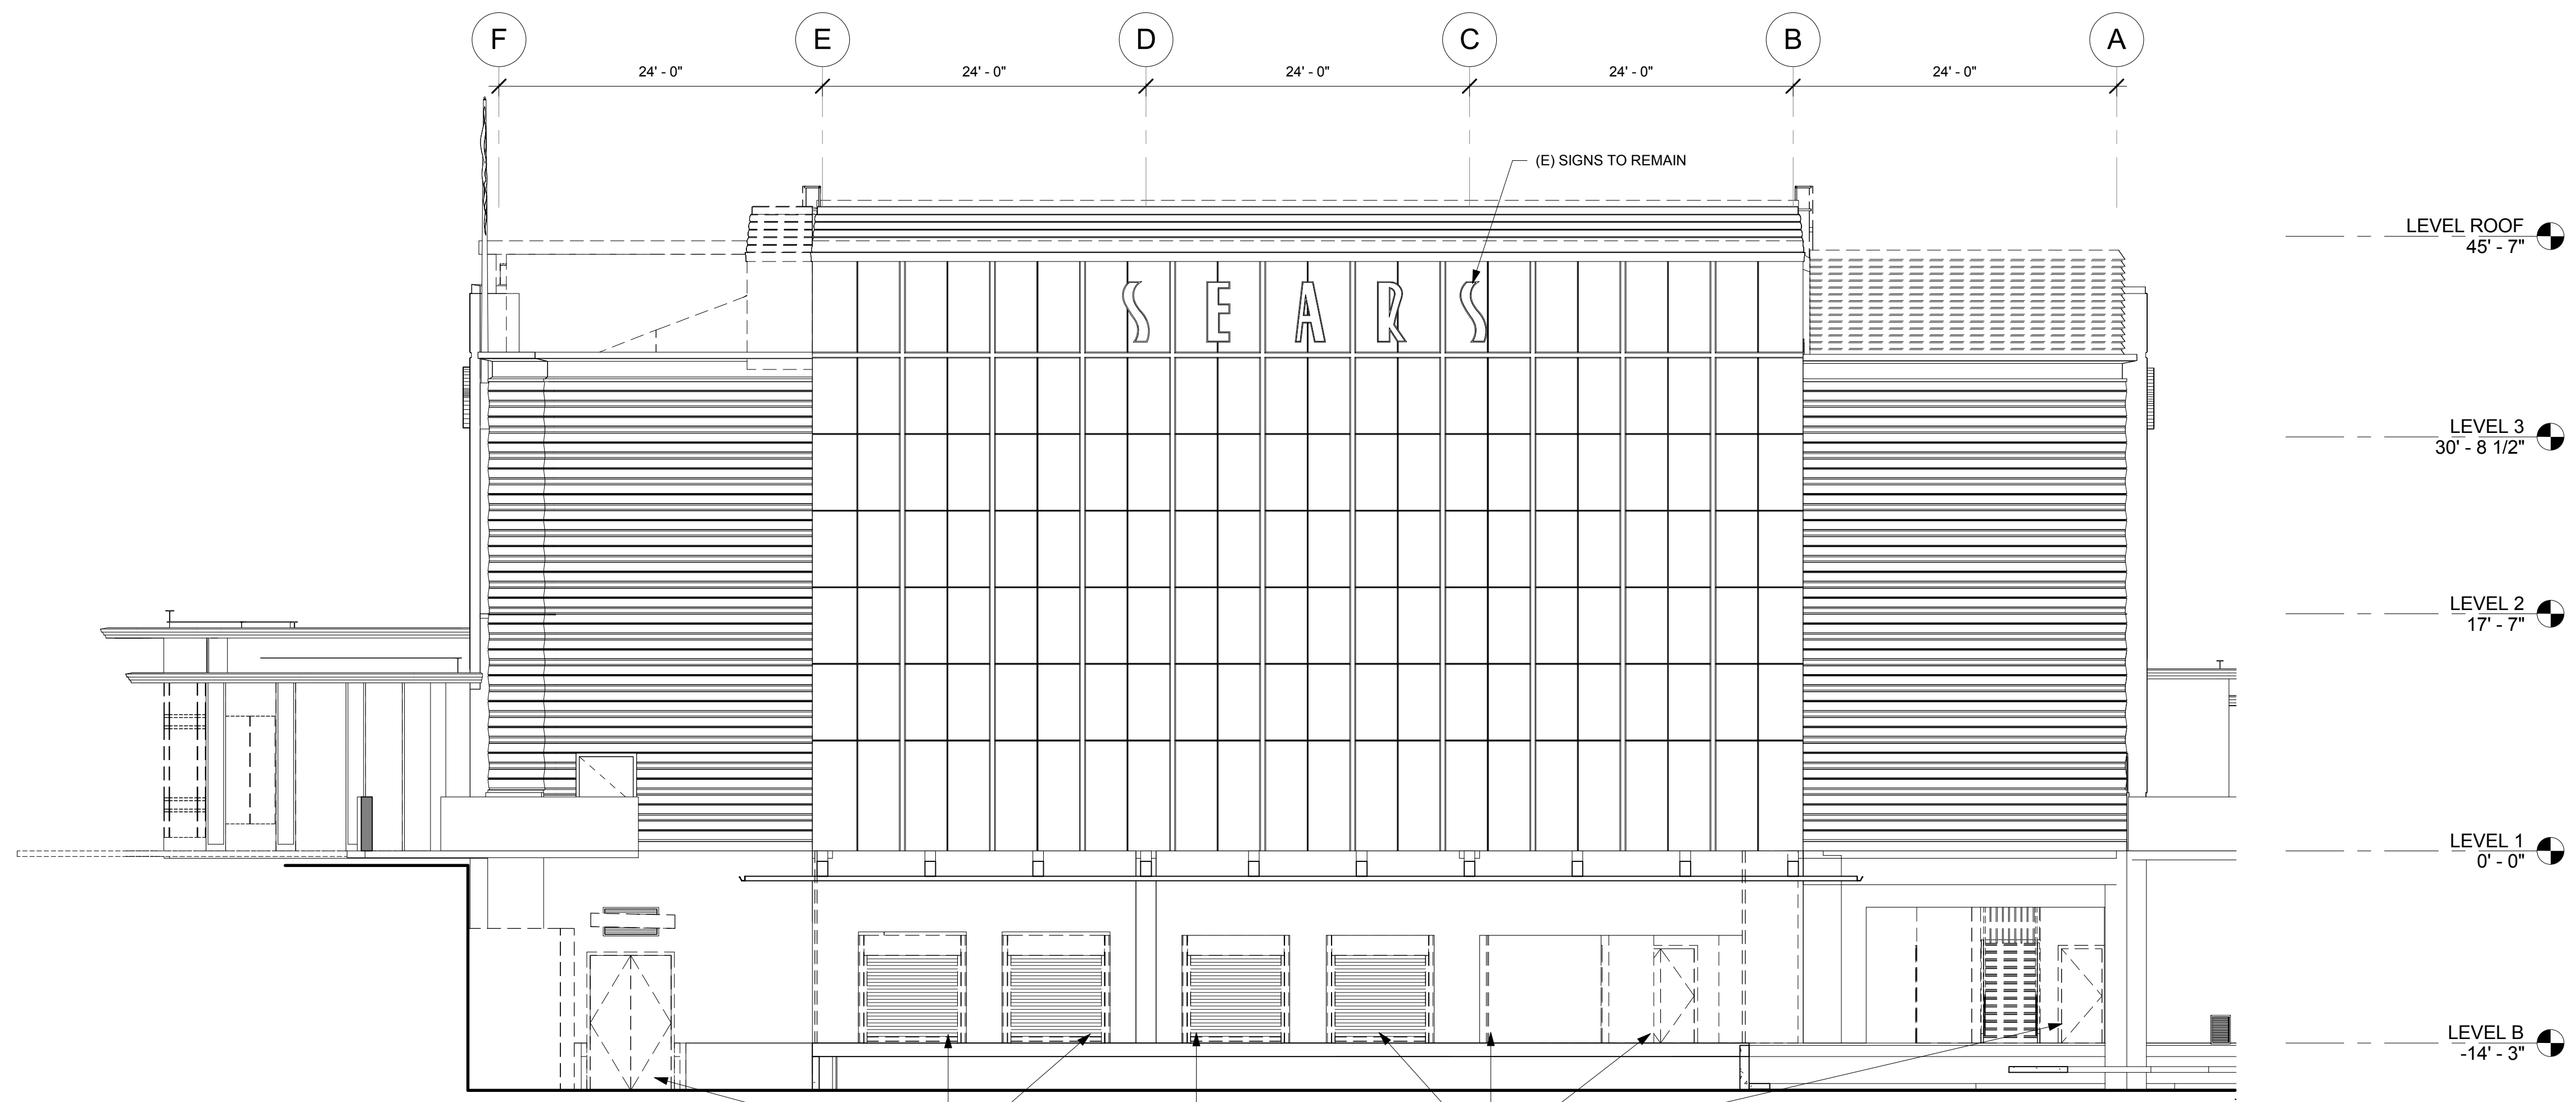 F E D C B A
24' - 0" 24' - 0" 24' - 0" 24' - 0" 24' - 0"
(E) SIGNS TO REMAIN
LEVEL ROOF
45' - 7"
SEARS
LEVEL 3
30' - 8 1/2"
LEVEL 2
17' - 7"
LEVEL 1
0' - 0"
LEVEL B
-14' - 3"